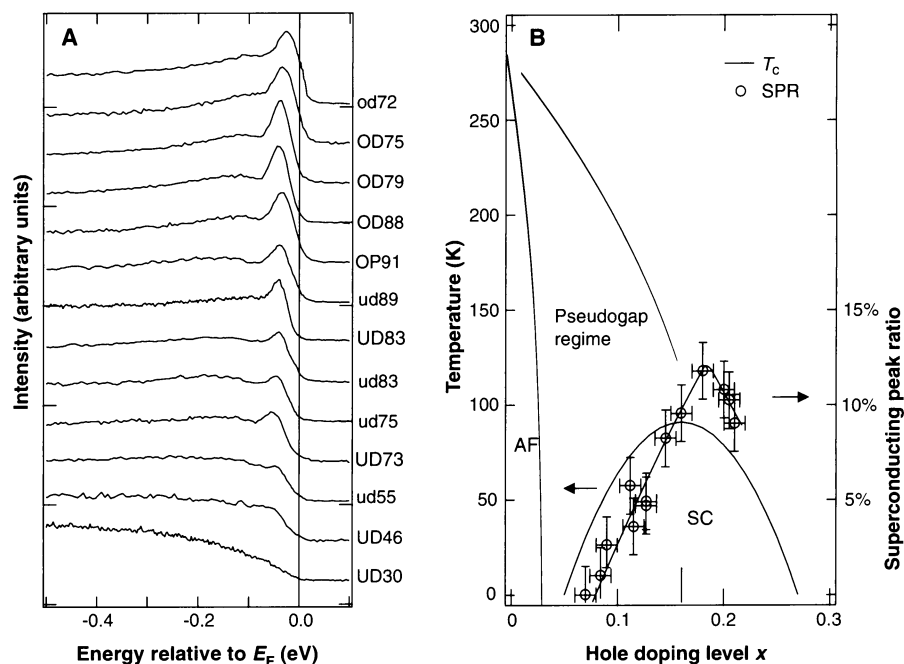 A
od72
OD75
OD79
OD88
OP91
ud89
UD83
ud83
ud75
UD73
ud55
UD46
UD30
Intensity (arbitrary units)
-0.4
-0.2
0.0
Energy relative to E_F (eV)
B
300
250
200
150
100
50
0
Temperature (K)
T_c
SPR
Pseudogap
regime
AF
SC
15%
10%
5%
Superconducting peak ratio
0
0.1
0.2
0.3
Hole doping level x